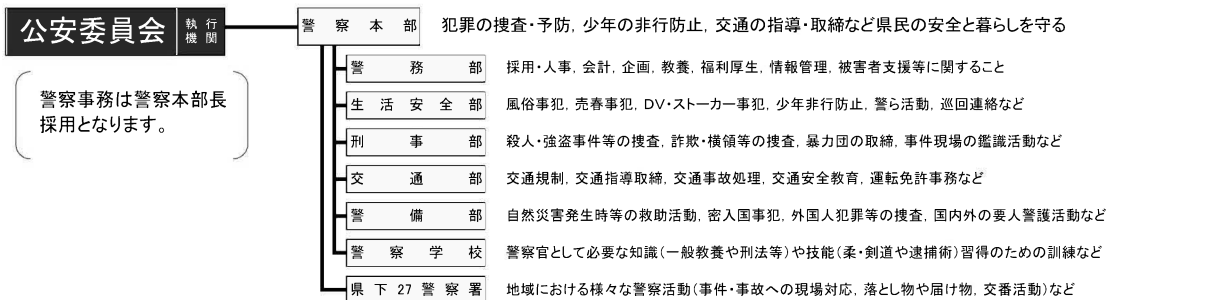 公安委員会 執行機関
警察本部 犯罪の捜査・予防, 少年の非行防止, 交通の指導・取締など県民の安全と暮らしを守る
警務部 採用・人事, 会計, 企画, 教養, 福利厚生, 情報管理, 被害者支援等に関すること
警察事務は警察本部長
採用となります。
生活安全部 風俗事犯, 売春事犯, DV・ストーカー事犯, 少年非行防止, 警ら活動, 巡回連絡など
刑事部 殺人・強盗事件等の捜査, 詐欺・横領等の捜査, 暴力団の取締, 事件現場の鑑識活動など
交通部 交通規制, 交通指導取締, 交通事故処理, 交通安全教育, 運転免許事務など
警備部 自然災害発生時等の救助活動, 密入国事犯, 外国人犯罪等の捜査, 国内外の要人警護活動など
警察学校 警察官として必要な知識(一般教養や刑法等)や技能(柔・剣道や逮捕術)習得のための訓練など
県下27警察署 地域における様々な警察活動(事件・事故への現場対応, 落とし物や届け物, 交番活動)など